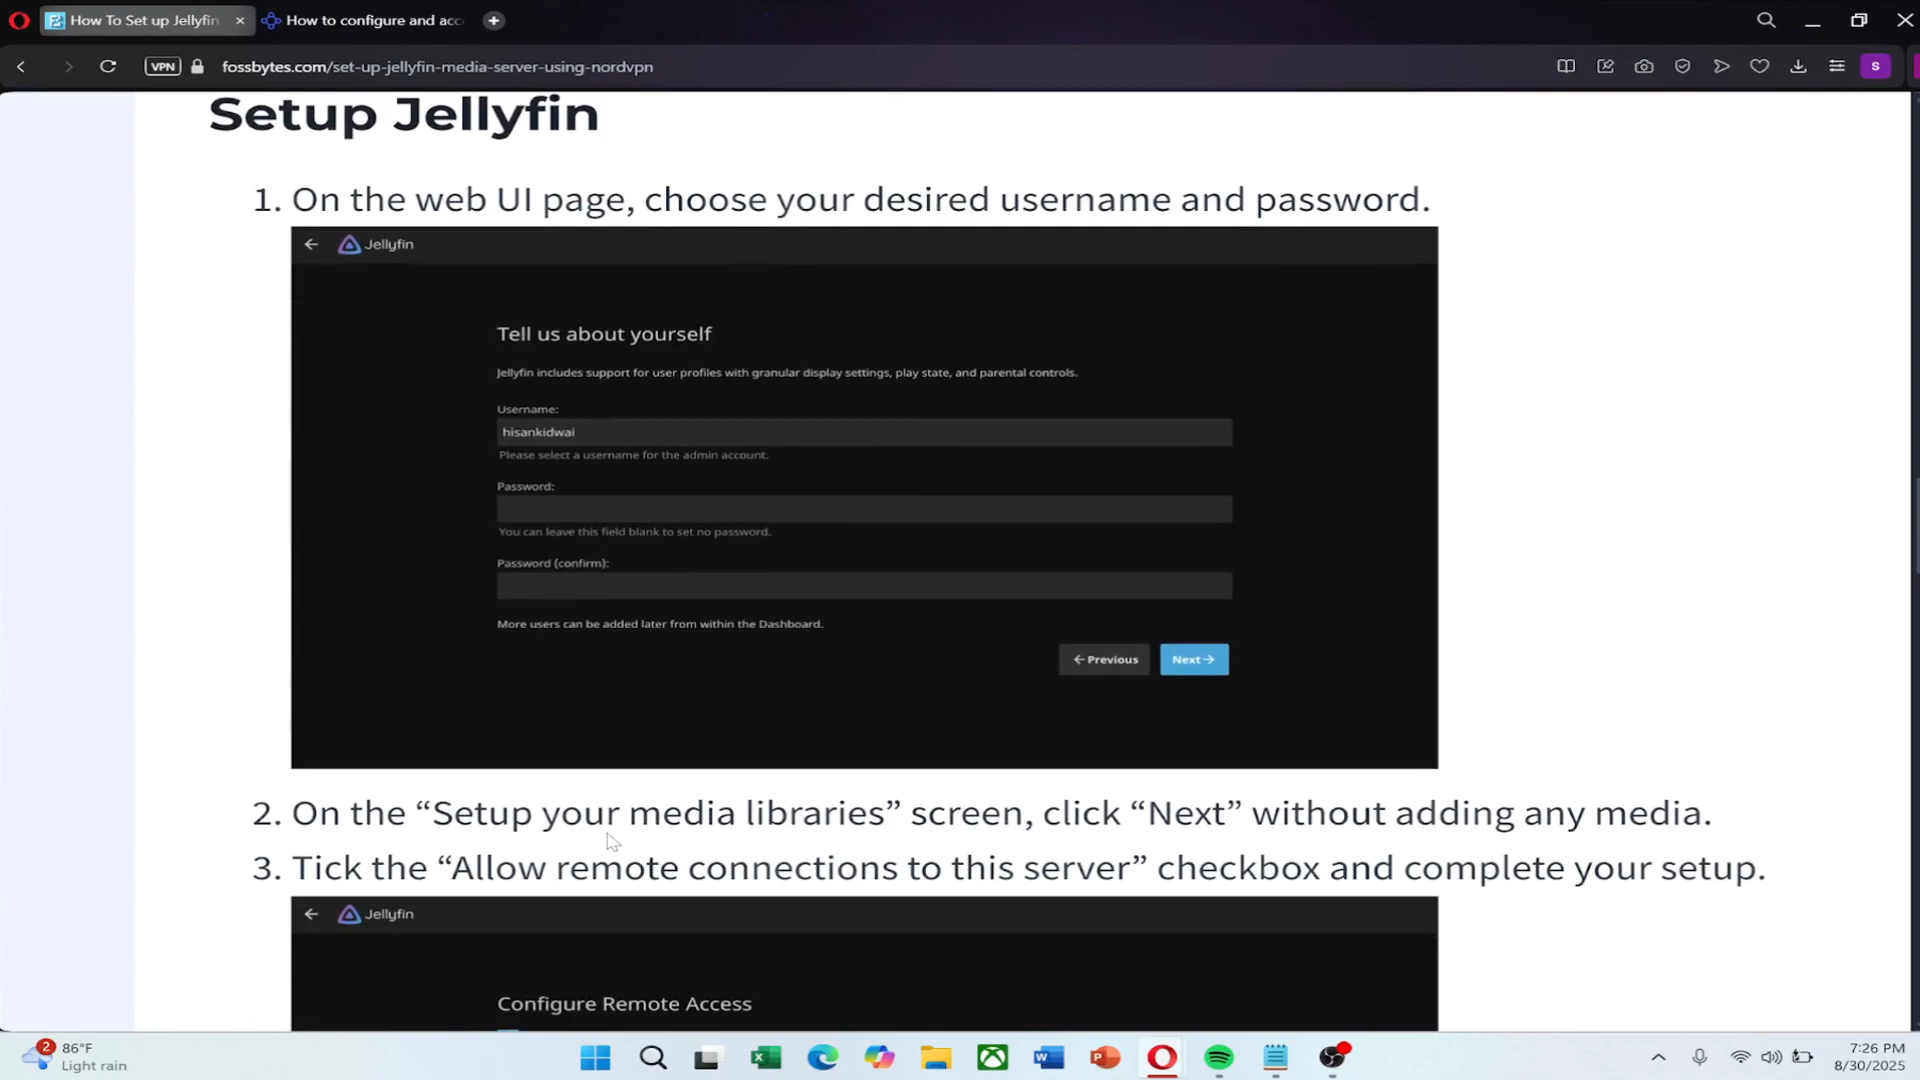 How To Set up Jellyfin
How to configure and acc
VPN
fossbytes.com/set-up-jellyfin-media-server-using-nordvpn
S
Setup Jellyfin
1. On the web UI page, choose your desired username and password.
Jellyfin
Tell us about yourself
Jellyfin includes support for user profiles with granular display settings, play state, and parental controls.
Username:
hisankidwai
Please select a username for the admin account.
Password:
You can leave this field blank to set no password.
Password (confirm):
More users can be added later from within the Dashboard.
← Previous
Next →
2. On the “Setup your media libraries” screen, click “Next” without adding any media.
3. Tick the “Allow remote connections to this server” checkbox and complete your setup.
Jellyfin
Configure Remote Access
2
86°F
Light rain
7:26 PM
8/30/2025